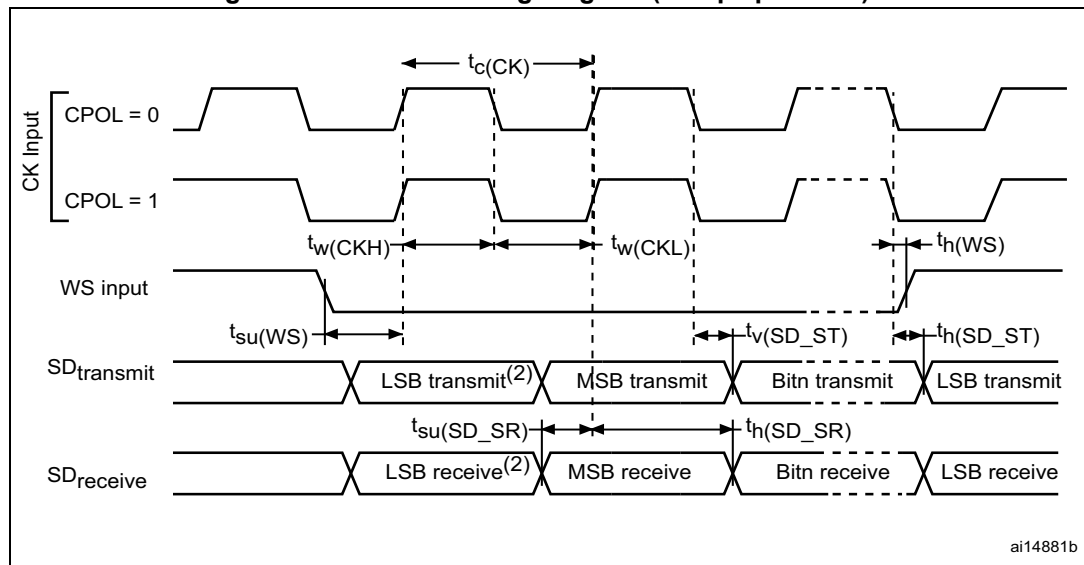 tc(CK)
CK Input
CPOL = 0
CPOL = 1
tw(CKH)
tw(CKL)
th(WS)
WS input
tsu(WS)
tv(SD_ST)
th(SD_ST)
SDtransmit
LSB transmit(2)
MSB transmit
Bitn transmit
LSB transmit
tsu(SD_SR)
th(SD_SR)
SDreceive
LSB receive(2)
MSB receive
Bitn receive
LSB receive
ai14881b